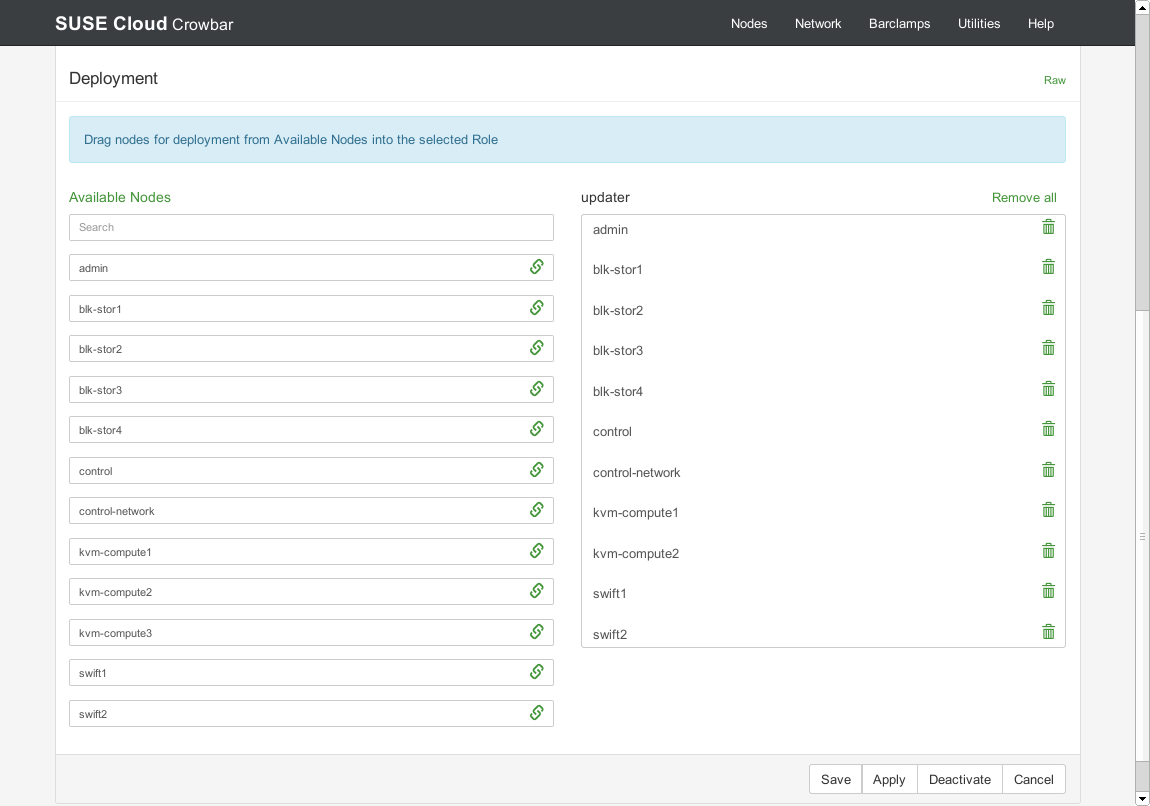 SUSE Cloud Crowbar
Nodes Network Barclamps Utilities Help
Deployment
Raw
Drag nodes for deployment from Available Nodes into the selected Role
Available Nodes
Search
admin
blk-stor1
blk-stor2
blk-stor3
blk-stor4
control
control-network
kvm-compute1
kvm-compute2
kvm-compute3
swift1
swift2
updater
Remove all
admin
blk-stor1
blk-stor2
blk-stor3
blk-stor4
control
control-network
kvm-compute1
kvm-compute2
swift1
swift2
Save Apply Deactivate Cancel